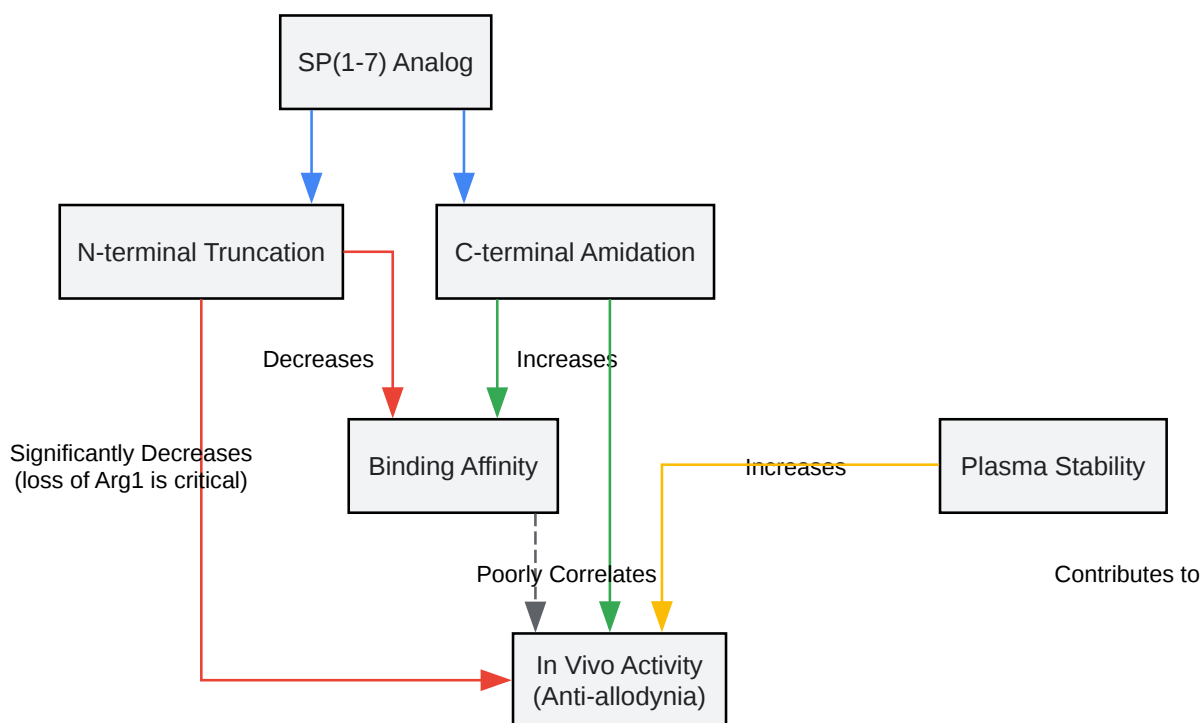 SP(1-7) Analog
N-terminal Truncation
C-terminal Amidation
Decreases
Increases
Significantly Decreases
(loss of Arg1 is critical)
Binding Affinity
Increases
Plasma Stability
Poorly Correlates
Contributes to
In Vivo Activity
(Anti-allodynia)